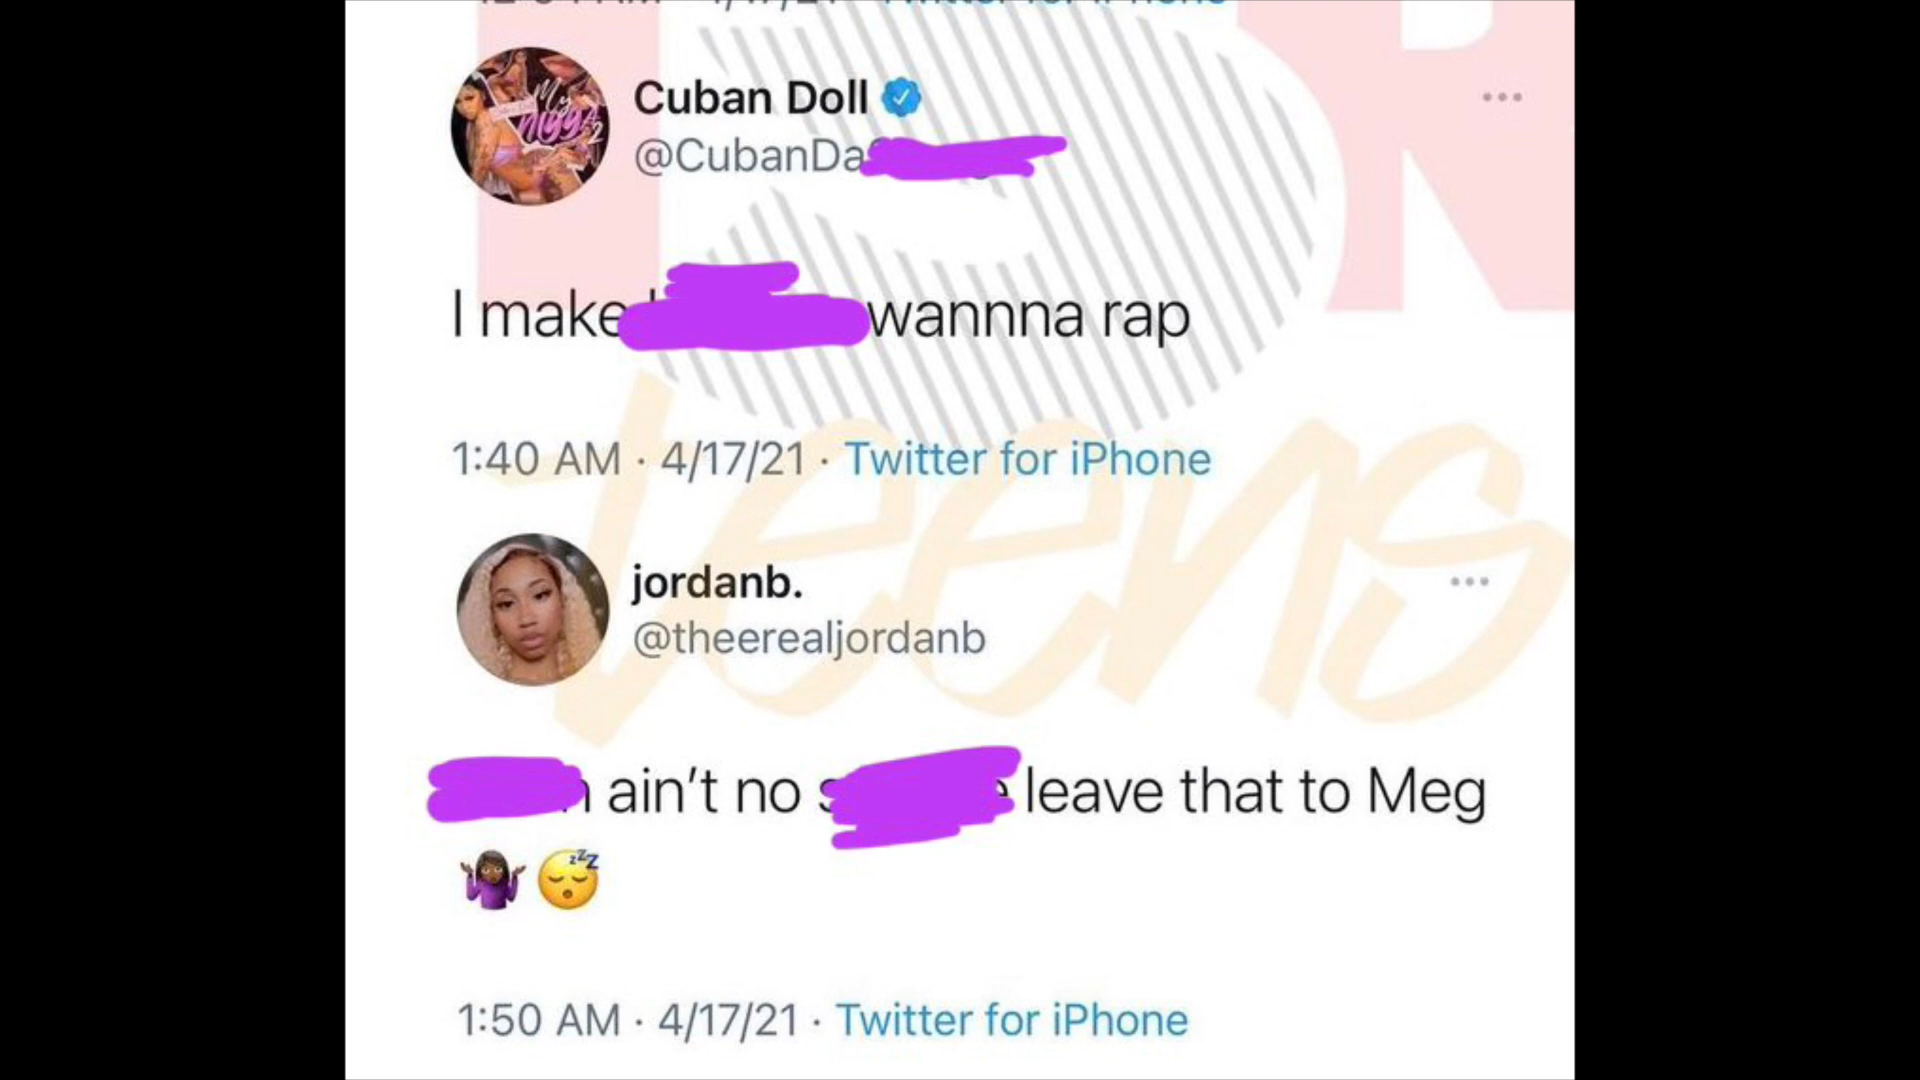 Cuban Doll
@CubanDa
I make wannna rap
1:40 AM · 4/17/21 · Twitter for iPhone
jordanb.
@theerealjordanb
ain't no leave that to Meg
🤷🏾‍♀️😴
1:50 AM · 4/17/21 · Twitter for iPhone
teens